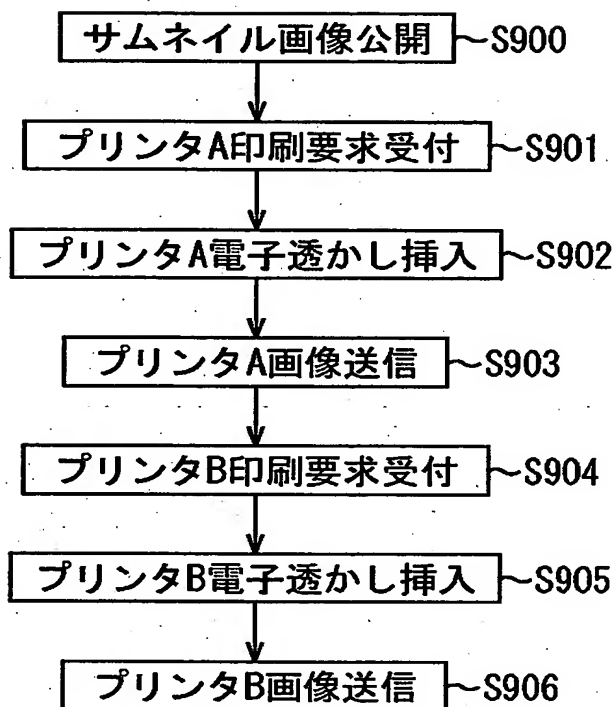 サムネイル画像公開 ~S900
プリンタA印刷要求受付 ~S901
プリンタA電子透かし挿入 ~S902
プリンタA画像送信 ~S903
プリンタB印刷要求受付 ~S904
プリンタB電子透かし挿入 ~S905
プリンタB画像送信 ~S906